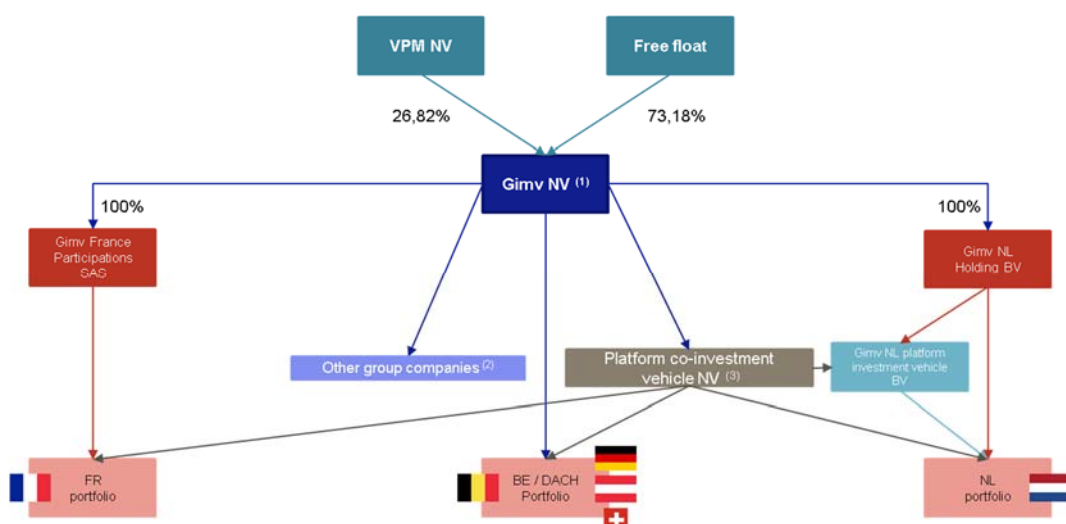 VPM NV
Free float
26,82%
73,18%
Gimv NV (1)
100%
100%
Gimv France
Participations
SAS
Gimv NL
Holding BV
Other group companies (2)
Platform co-investment
vehicle NV (3)
Gimv NL platform
investment vehicle
BV
FR
portfolio
BE / DACH
Portfolio
NL
portfolio